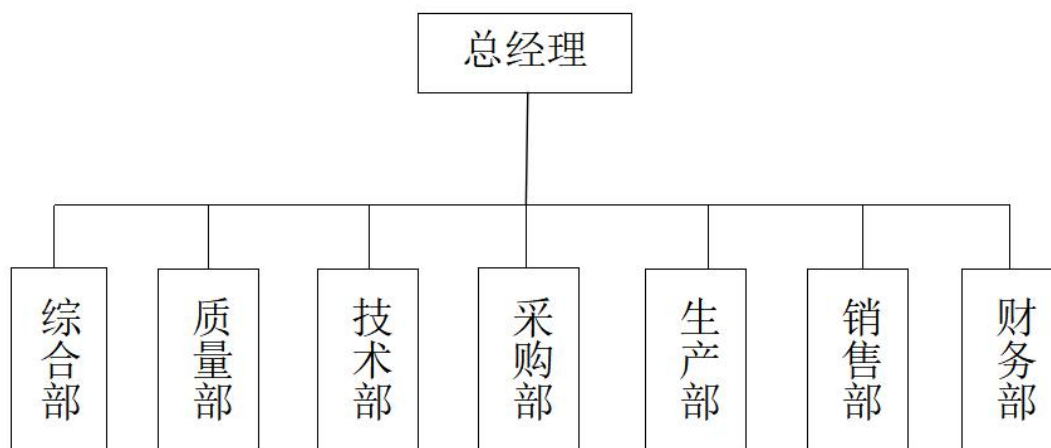 总经理
综合部
质量部
技术部
采购部
生产部
销售部
财务部